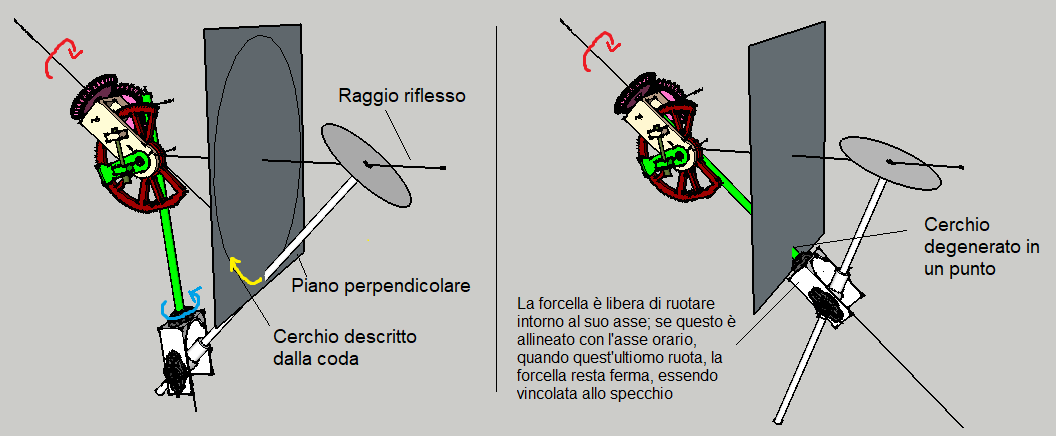 Raggio riflesso
Piano perpendicolare
Cerchio descritto
dalla coda
Cerchio
degenerato in
un punto
La forcella è libera di ruotare
intorno al suo asse; se questo è
allineato con l'asse orario,
quando quest'ultiomo ruota, la
forcella resta ferma, essendo
vincolata allo specchio